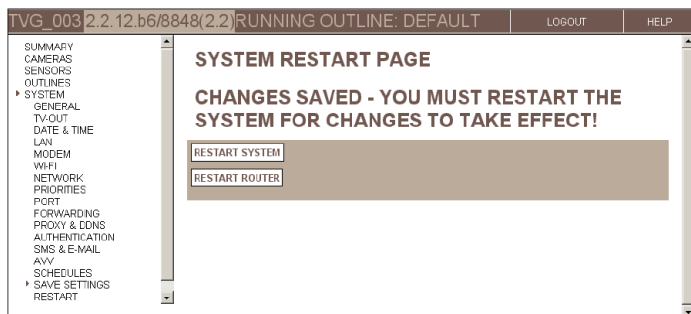 TVG_003 2.2.12.b6/8848(2.2)RUNNING OUTLINE: DEFAULT LOGOUT HELP
SUMMARY
CAMERAS
SENSORS
OUTLINES
SYSTEM
GENERAL
TV-OUT
DATE & TIME
LAN
MODEM
WI-FI
NETWORK
PRIORITIES
PORT
FORWARDING
PROXY & DDNS
AUTHENTICATION
SMS & E-MAIL
AVV
SCHEDULES
SAVE SETTINGS
RESTART
SYSTEM RESTART PAGE
CHANGES SAVED - YOU MUST RESTART THE
SYSTEM FOR CHANGES TO TAKE EFFECT!
RESTART SYSTEM
RESTART ROUTER